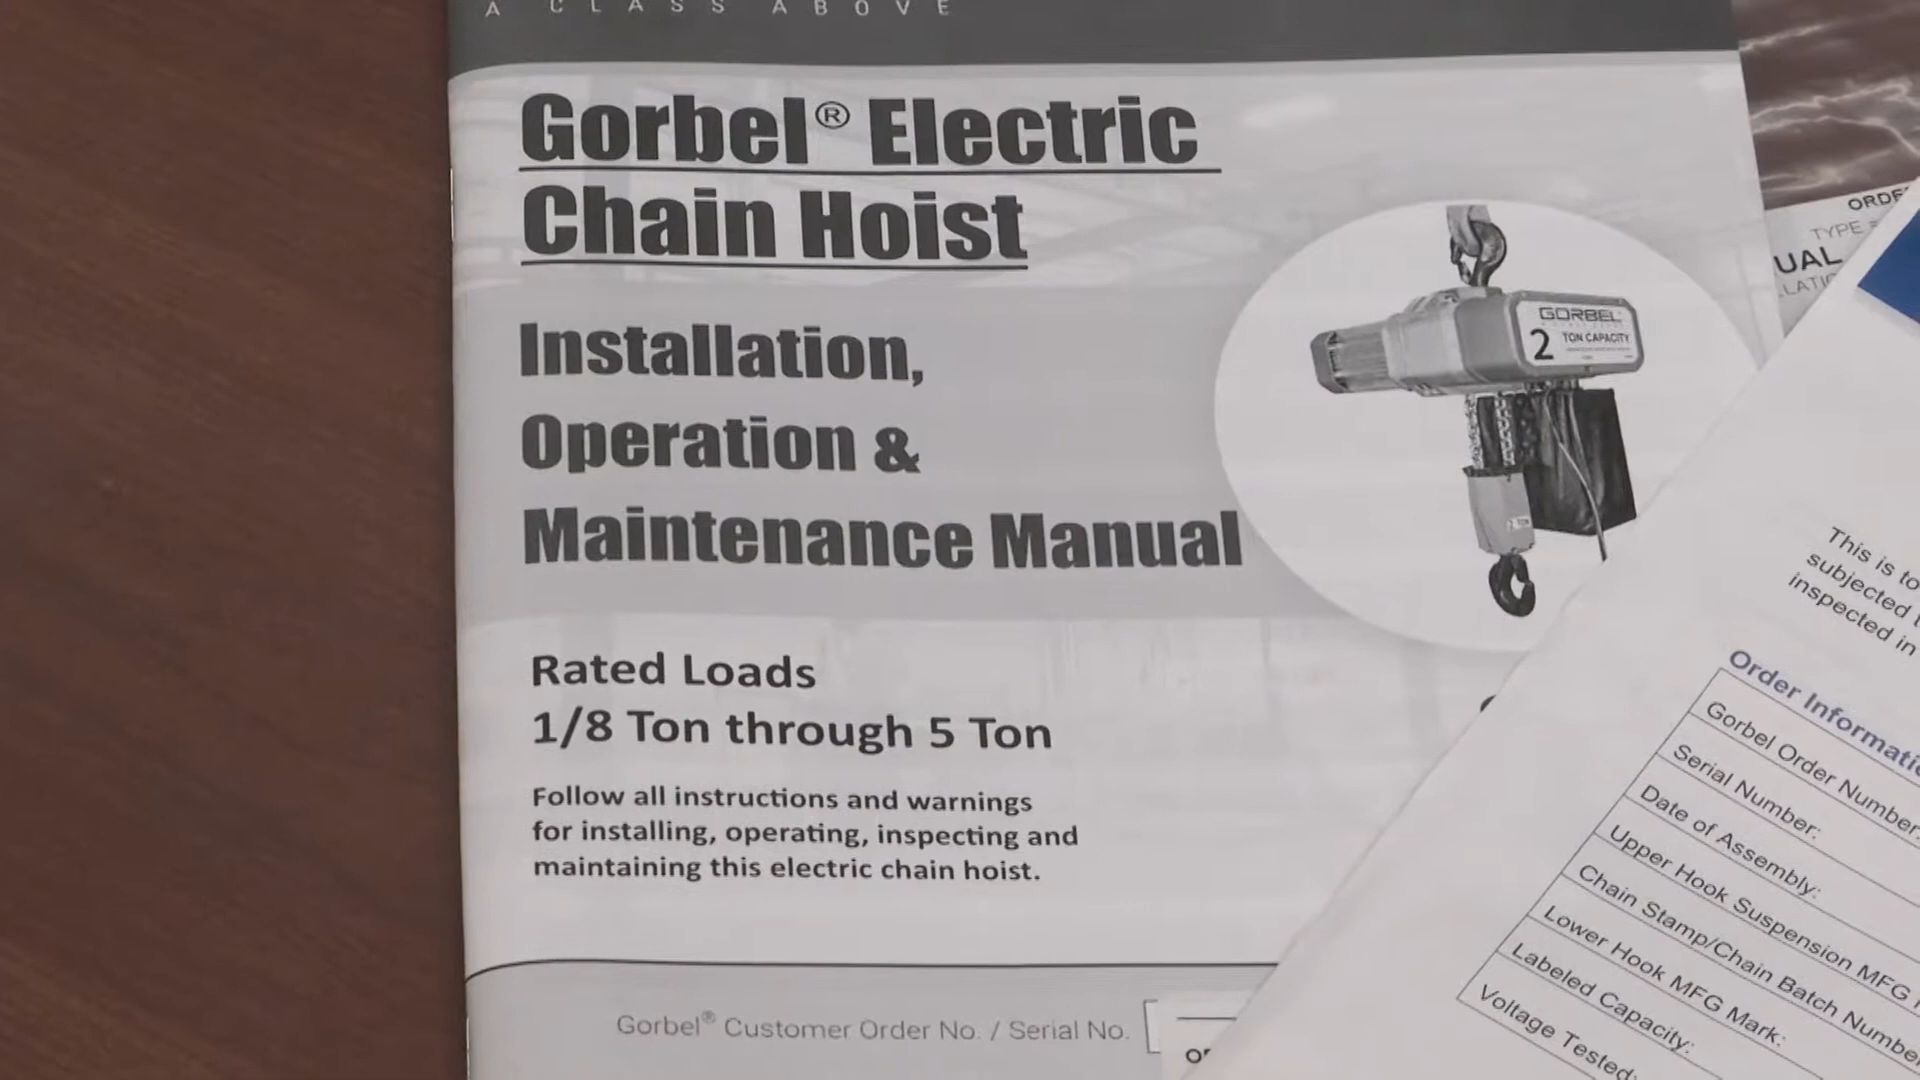 A CLASS ABOVE
Gorbel® Electric
Chain Hoist
Installation,
Operation &
Maintenance Manual
Rated Loads
1/8 Ton through 5 Ton
Follow all instructions and warnings
for installing, operating, inspecting and
maintaining this electric chain hoist.
Gorbel® Customer Order No. / Serial No.
GORBEL
2 TON CAPACITY
TYPE
UAL
This is to
subjected
inspected in
Order Informati
Gorbel Order Number:
Serial Number:
Date of Assembly:
Upper Hook Suspension MFG
Chain Stamp/Chain Batch Number
Lower Hook MFG Mark:
Labeled Capacity:
Voltage Tested: